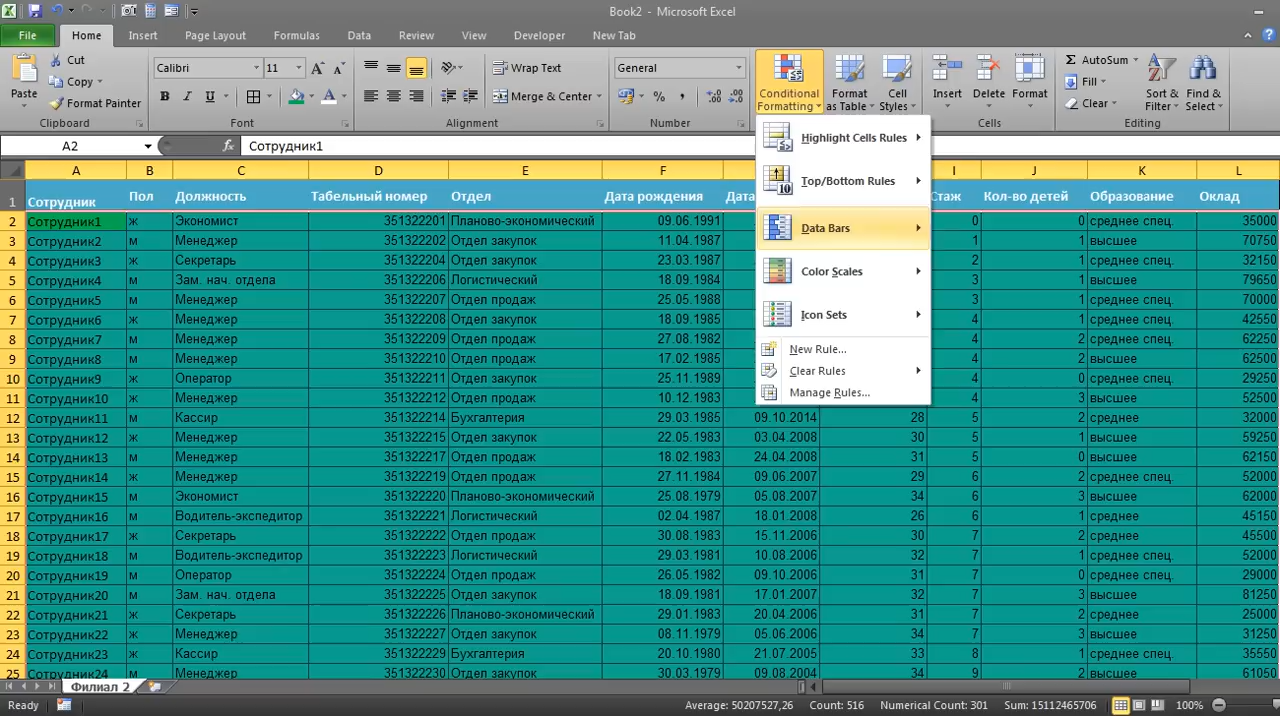 Book2 - Microsoft Excel
File Home Insert Page Layout Formulas Data Review View Developer New Tab
Paste
Cut
Copy
Format Painter
Clipboard
Calibri 11
B I U A
Font
Wrap Text
Merge & Center
Alignment
General
%
Number
Conditional Formatting
Format as Table
Cell Styles
Insert Delete Format
Cells
AutoSum
Fill
Clear
Sort & Filter
Find & Select
Editing
A2 fx Сотрудник1
Highlight Cells Rules
Top/Bottom Rules
Data Bars
Color Scales
Icon Sets
New Rule...
Clear Rules
Manage Rules...
A B C D E F I J K L
1 Сотрудник Пол Должность Табельный номер Отдел Дата рождения Дата Стаж Кол-во детей Образование Оклад
2 Сотрудник1 ж Экономист 351322201 Планово-экономический 09.06.1991 0 1 среднее спец. 35000
3 Сотрудник2 м Менеджер 351322202 Отдел закупок 11.04.1987 1 1 высшее 70750
4 Сотрудник3 ж Секретарь 351322204 Отдел закупок 23.03.1987 2 1 среднее спец. 32150
5 Сотрудник4 м Зам. нач. отдела 351322206 Логистический 18.09.1984 3 1 высшее 79650
6 Сотрудник5 м Менеджер 351322207 Отдел продаж 25.05.1988 3 1 среднее спец. 70000
7 Сотрудник6 м Менеджер 351322208 Отдел продаж 18.09.1985 4 1 среднее спец. 42550
8 Сотрудник7 м Менеджер 351322209 Отдел продаж 27.08.1982 4 2 среднее спец. 62250
9 Сотрудник8 м Менеджер 351322210 Отдел продаж 17.02.1985 4 2 высшее 62500
10 Сотрудник9 ж Оператор 351322211 Отдел продаж 25.11.1989 4 0 среднее спец. 29250
11 Сотрудник10 ж Менеджер 351322212 Отдел продаж 10.12.1983 4 3 высшее 52500
12 Сотрудник11 м Кассир 351322214 Бухгалтерия 29.03.1985 09.10.2014 28 5 2 среднее спец. 32000
13 Сотрудник12 м Менеджер 351322215 Отдел закупок 22.05.1983 03.04.2008 30 5 1 высшее 59250
14 Сотрудник13 м Менеджер 351322217 Отдел продаж 18.02.1983 24.04.2008 31 5 0 высшее 62150
15 Сотрудник14 ж Менеджер 351322219 Отдел продаж 27.11.1984 09.06.2007 29 6 2 среднее спец. 50000
16 Сотрудник15 м Экономист 351322220 Планово-экономический 25.08.1979 05.08.2007 34 6 3 высшее 62000
17 Сотрудник16 м Водитель-экспедитор 351322221 Логистический 02.04.1987 18.01.2008 26 6 1 среднее 45150
18 Сотрудник17 ж Секретарь 351322222 Отдел продаж 30.08.1983 15.11.2006 30 7 2 среднее 45500
19 Сотрудник18 м Водитель-экспедитор 351322223 Логистический 29.03.1981 10.08.2006 32 7 1 среднее спец. 52000
20 Сотрудник19 м Оператор 351322224 Отдел продаж 26.05.1982 09.10.2006 31 7 0 среднее спец. 29000
21 Сотрудник20 м Зам. нач. отдела 351322225 Отдел продаж 18.09.1981 17.01.2007 32 7 3 высшее 81250
22 Сотрудник21 ж Секретарь 351322226 Планово-экономический 29.01.1983 20.04.2006 31 7 2 среднее 25000
23 Сотрудник22 м Менеджер 351322227 Отдел закупок 08.11.1979 05.06.2006 34 7 3 высшее 31250
24 Сотрудник23 ж Кассир 351322229 Бухгалтерия 20.10.1980 21.07.2005 33 8 1 среднее спец. 35550
25 Сотрудник24 м Менеджер 351322230 Отдел закупок 30.03.1979 09.08.2004 34 9 2 высшее 61050
Филиал 2
Ready Average: 50207527,26 Count: 516 Numerical Count: 301 Sum: 15112465706 100%